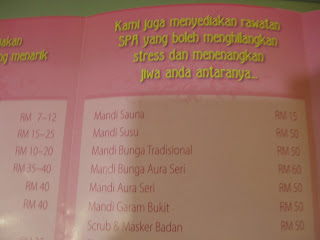 akan
ng menarik
RM 7-12
RM 15-25
RM 10-20
RM 35-40
RM 40
RM 40
Kami juga menyediakan rawatan
SPA yang boleh menghilangkan
stress dan menenangkan
jiwa anda antaranya...
Mandi Sauna RM 15
Mandi Susu RM 50
Mandi Bunga Tradisional RM 50
Mandi Bunga Aura Seri RM 60
Mandi Aura Seri RM 50
Mandi Garam Bukit RM 50
Scrub & Masker Badan RM 50